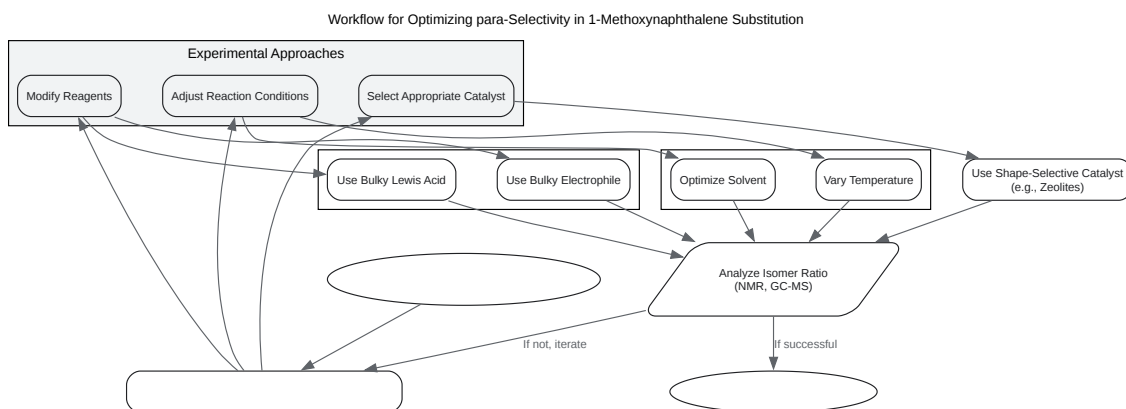 Workflow for Optimizing para-Selectivity in 1-Methoxynaphthalene Substitution
Experimental Approaches
Modify Reagents
Adjust Reaction Conditions
Select Appropriate Catalyst
Use Bulky Lewis Acid
Use Bulky Electrophile
Optimize Solvent
Vary Temperature
Use Shape-Selective Catalyst
(e.g., Zeolites)
Analyze Isomer Ratio
(NMR, GC-MS)
If not, iterate
If successful